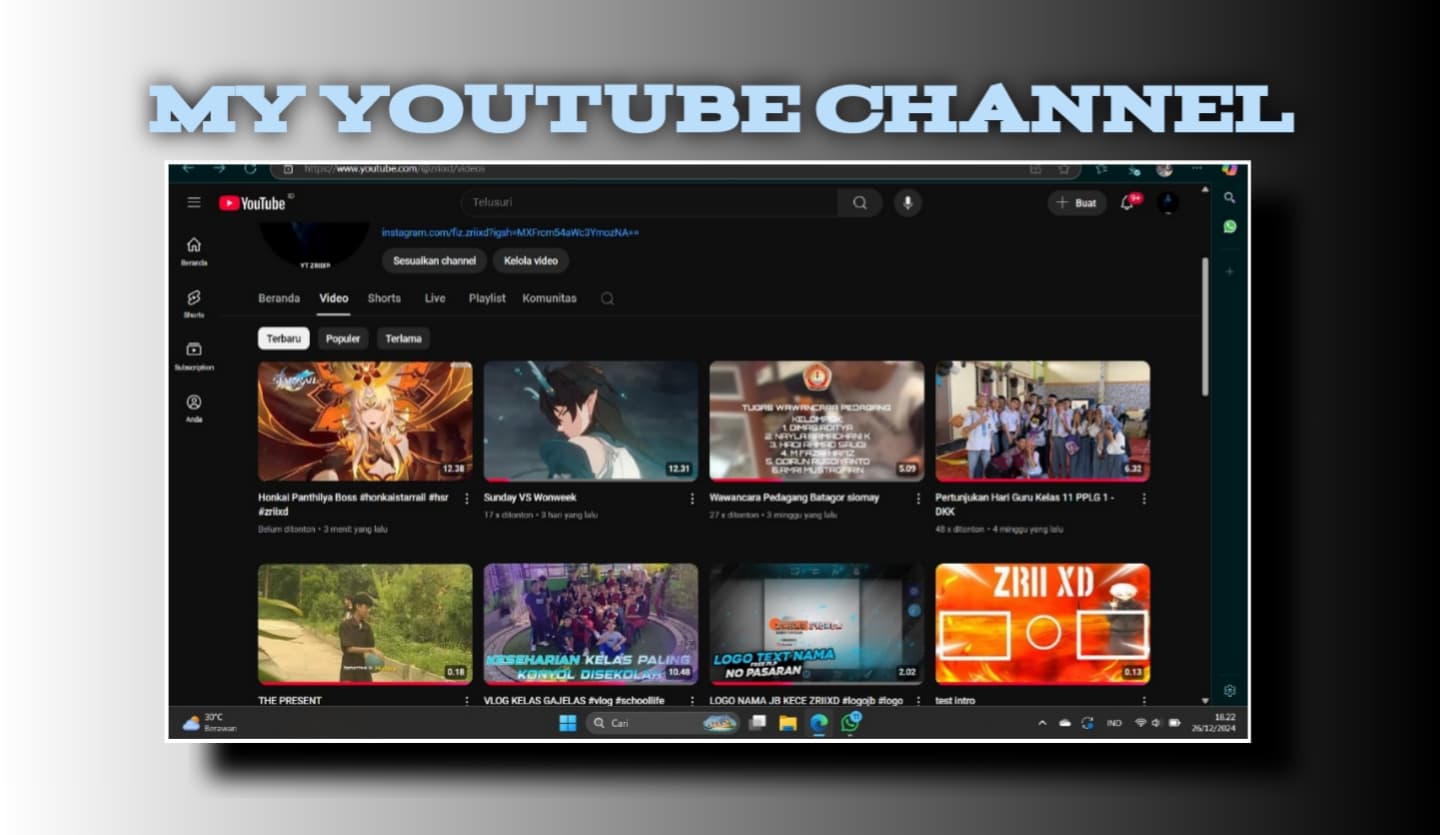 MY YOUTUBE CHANNEL
https://www.youtube.com/@zriixd/videos
YouTube ID
Telusuri
Buat
9+
instagram.com/fiz.zriixd?igsh=MXFrcm54aWc3YmozNA==
YT ZRIIXD
Sesuaikan channel
Kelola video
Beranda
Shorts
Subscription
Anda
Beranda
Video
Shorts
Live
Playlist
Komunitas
Terbaru
Populer
Terlama
12.38
12.31
TUGAS WAWANCARA PEDAGANG
KELOMPOK
1. DIMAS ADITYA
2. NAYLA RAMADHANI K
3. HADI AHMAD SAUQI
4. M FAZRI
6. AMRI MUSTAQFIRIN
5.09
6.32
Honkai Panthilya Boss #honkaistarrail #hsr
#zriixd
Belum ditonton • 3 menit yang lalu
Sunday VS Wonweek
17 x ditonton • 3 hari yang lalu
Wawancara Pedagang Batagor siomay
27 x ditonton • 3 minggu yang lalu
Pertunjukan Hari Guru Kelas 11 PPLG 1 -
DKK
48 x ditonton • 4 minggu yang lalu
0.18
KESEHARIAN KELAS PALING
KONYOL DISEKOLAH
10.48
LOGO TEXT NAMA
FREE PLP
NO PASARAN
2.02
ZRII XD
0.13
THE PRESENT
VLOG KELAS GAJELAS #vlog #schoollife
LOGO NAMA JB KECE ZRIIXD #logojb #logo
test intro
30°C
Berawan
Cari
IND
18.22
26/12/2024